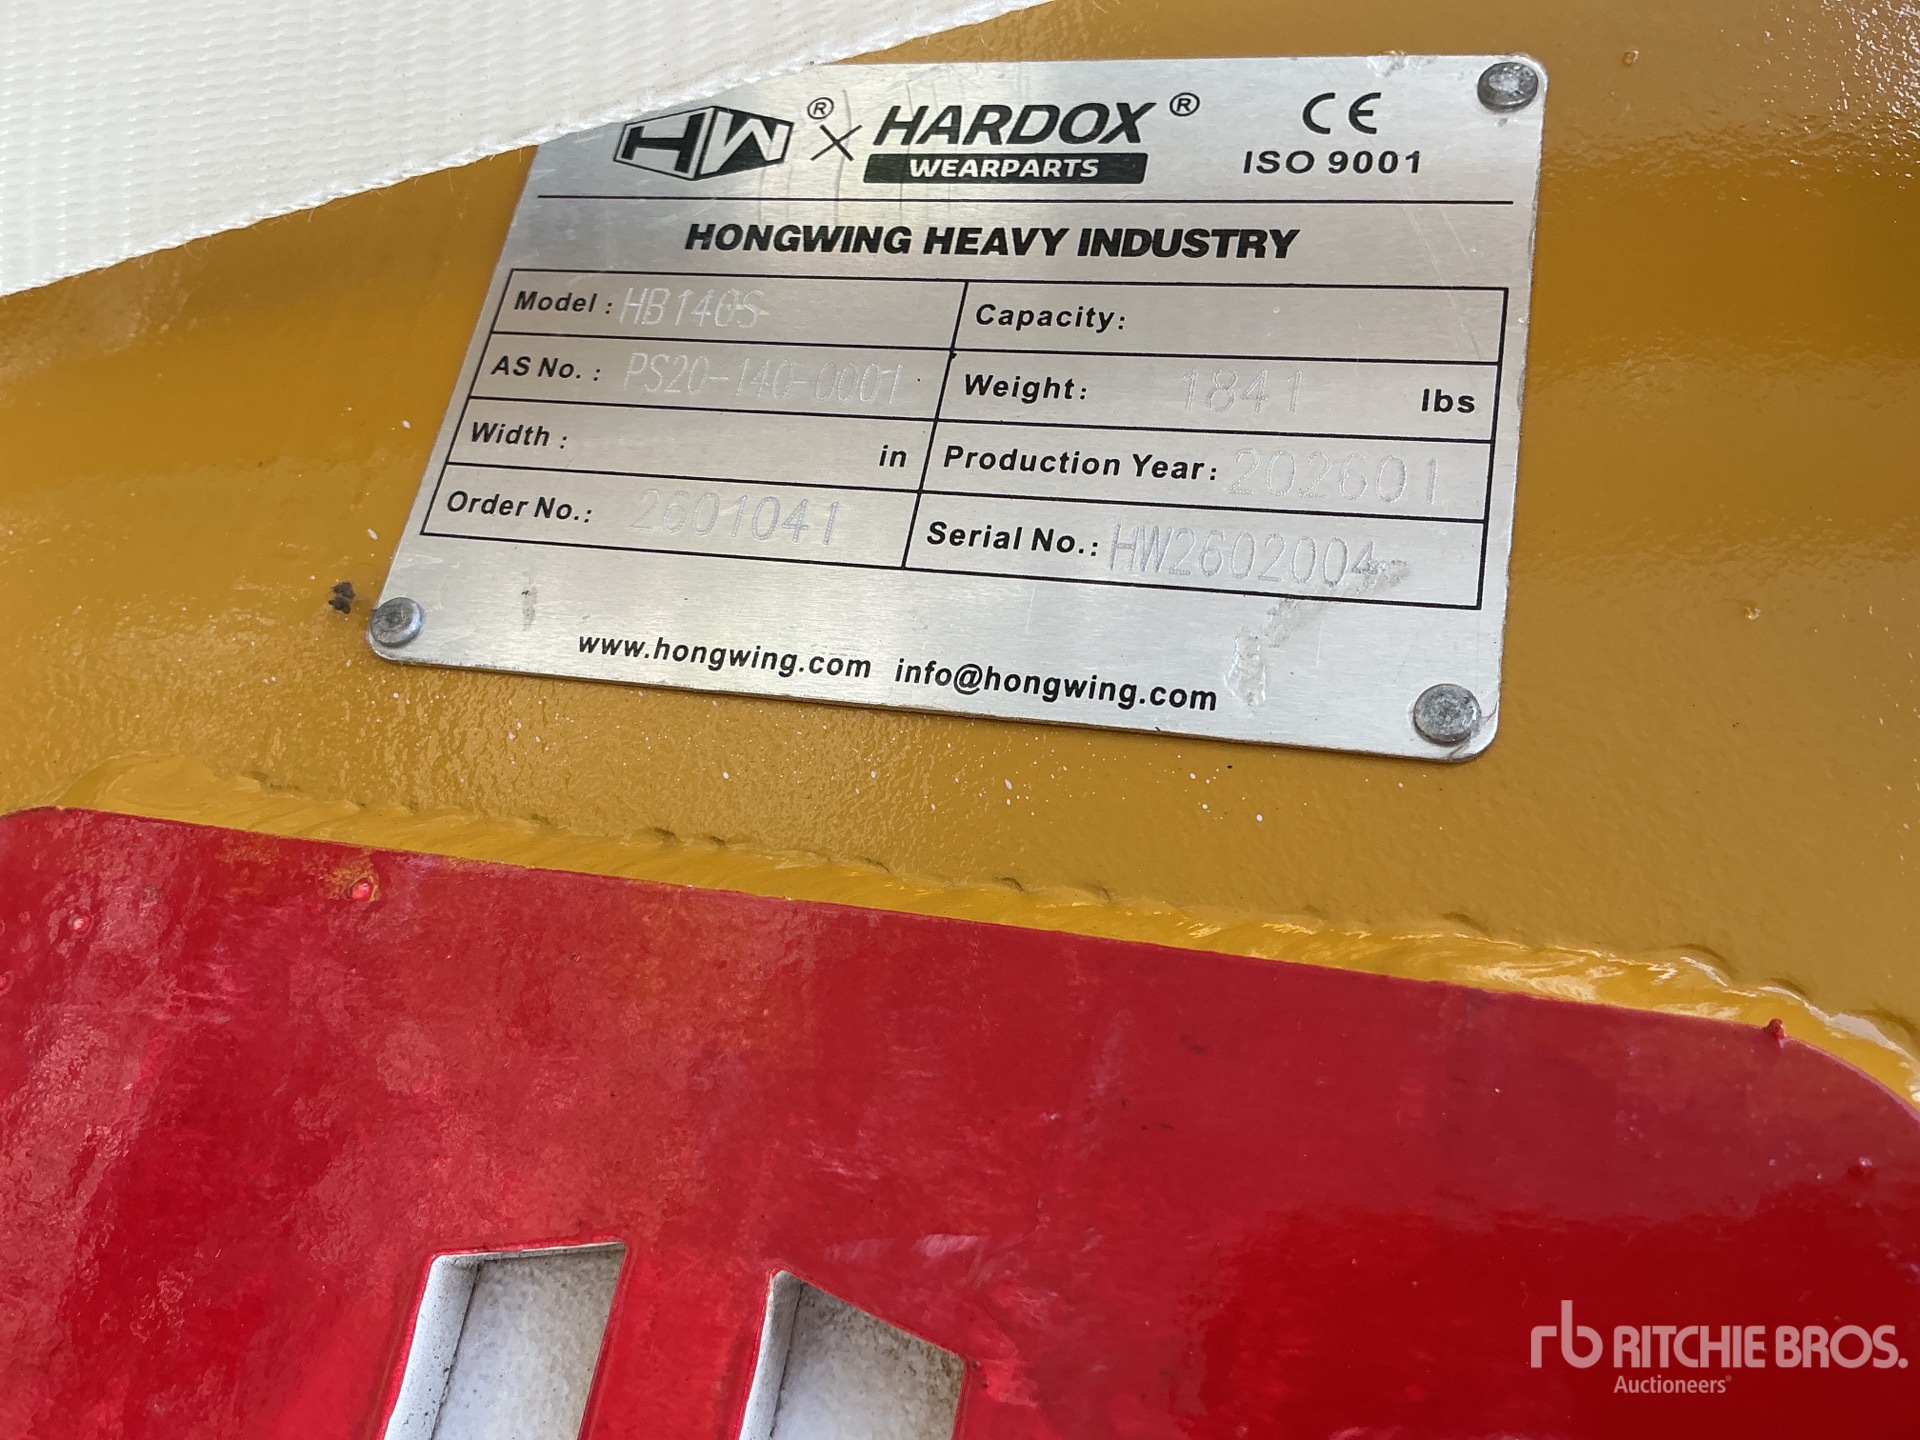 HW® × HARDOX® CE
WEARPARTS ISO 9001
HONGWING HEAVY INDUSTRY
Model : HB140S Capacity:
AS No. : PS20-140-0001 Weight: 1841 lbs
Width : in Production Year: 202601
Order No.: 2601041 Serial No.: HW2602004
www.hongwing.com info@hongwing.com
rb RITCHIE BROS.
Auctioneers®